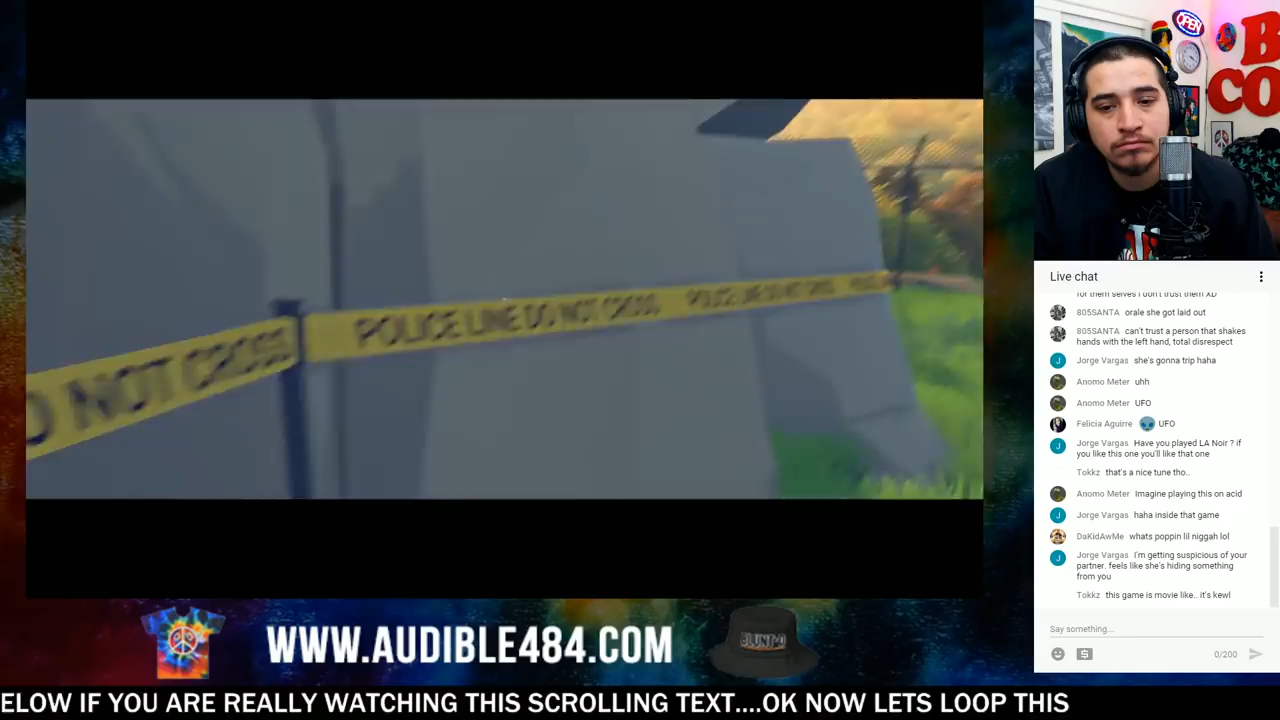 D NOT CROSS
POLICE LINE DO NOT CROSS
POLICE LINE DO NOT CROSS
POLICE
OPEN
B
CO
Live chat
for them selves i don't trust them XD
805SANTA orale she got laid out
805SANTA can't trust a person that shakes
hands with the left hand, total disrespect
Jorge Vargas she's gonna trip haha
Anomo Meter uhh
Anomo Meter UFO
Felicia Aguirre 👽 UFO
Jorge Vargas Have you played LA Noir ? if
you like this one you'll like that one
Tokkz that's a nice tune tho..
Anomo Meter Imagine playing this on acid
Jorge Vargas haha inside that game
DaKidAwMe whats poppin lil niggah lol
Jorge Vargas I'm getting suspicious of your
partner. feels like she's hiding something
from you
Tokkz this game is movie like.. it's kewl
Say something...
0/200
WWW.AUDIBLE484.COM
ELOW IF YOU ARE REALLY WATCHING THIS SCROLLING TEXT....OK NOW LETS LOOP THIS